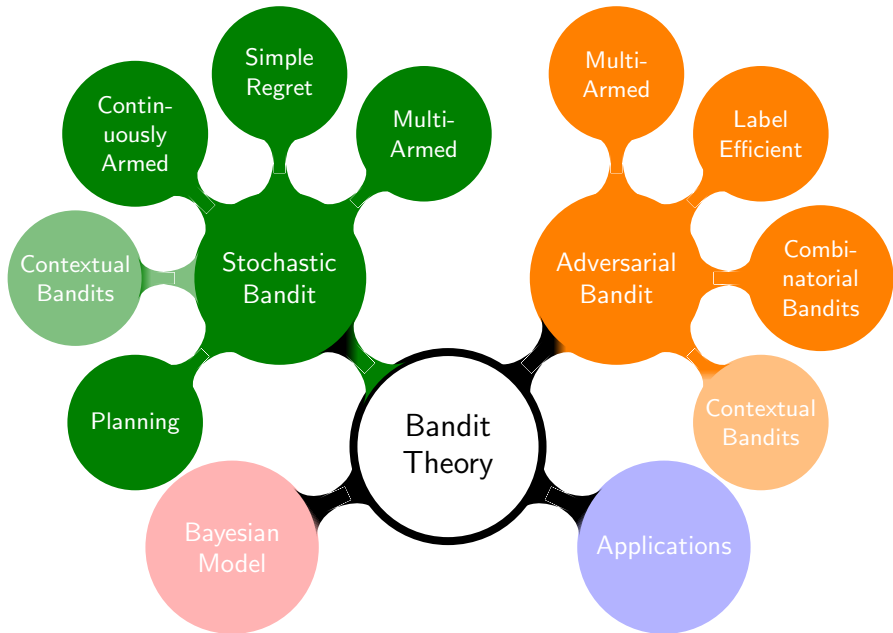 Simple
Regret
Multi-
Armed
Contin-
uously
Armed
Multi-
Armed
Label
Efficient
Contextual
Bandits
Stochastic
Bandit
Adversarial
Bandit
Combi-
natorial
Bandits
Planning
Bandit
Theory
Contextual
Bandits
Bayesian
Model
Applications